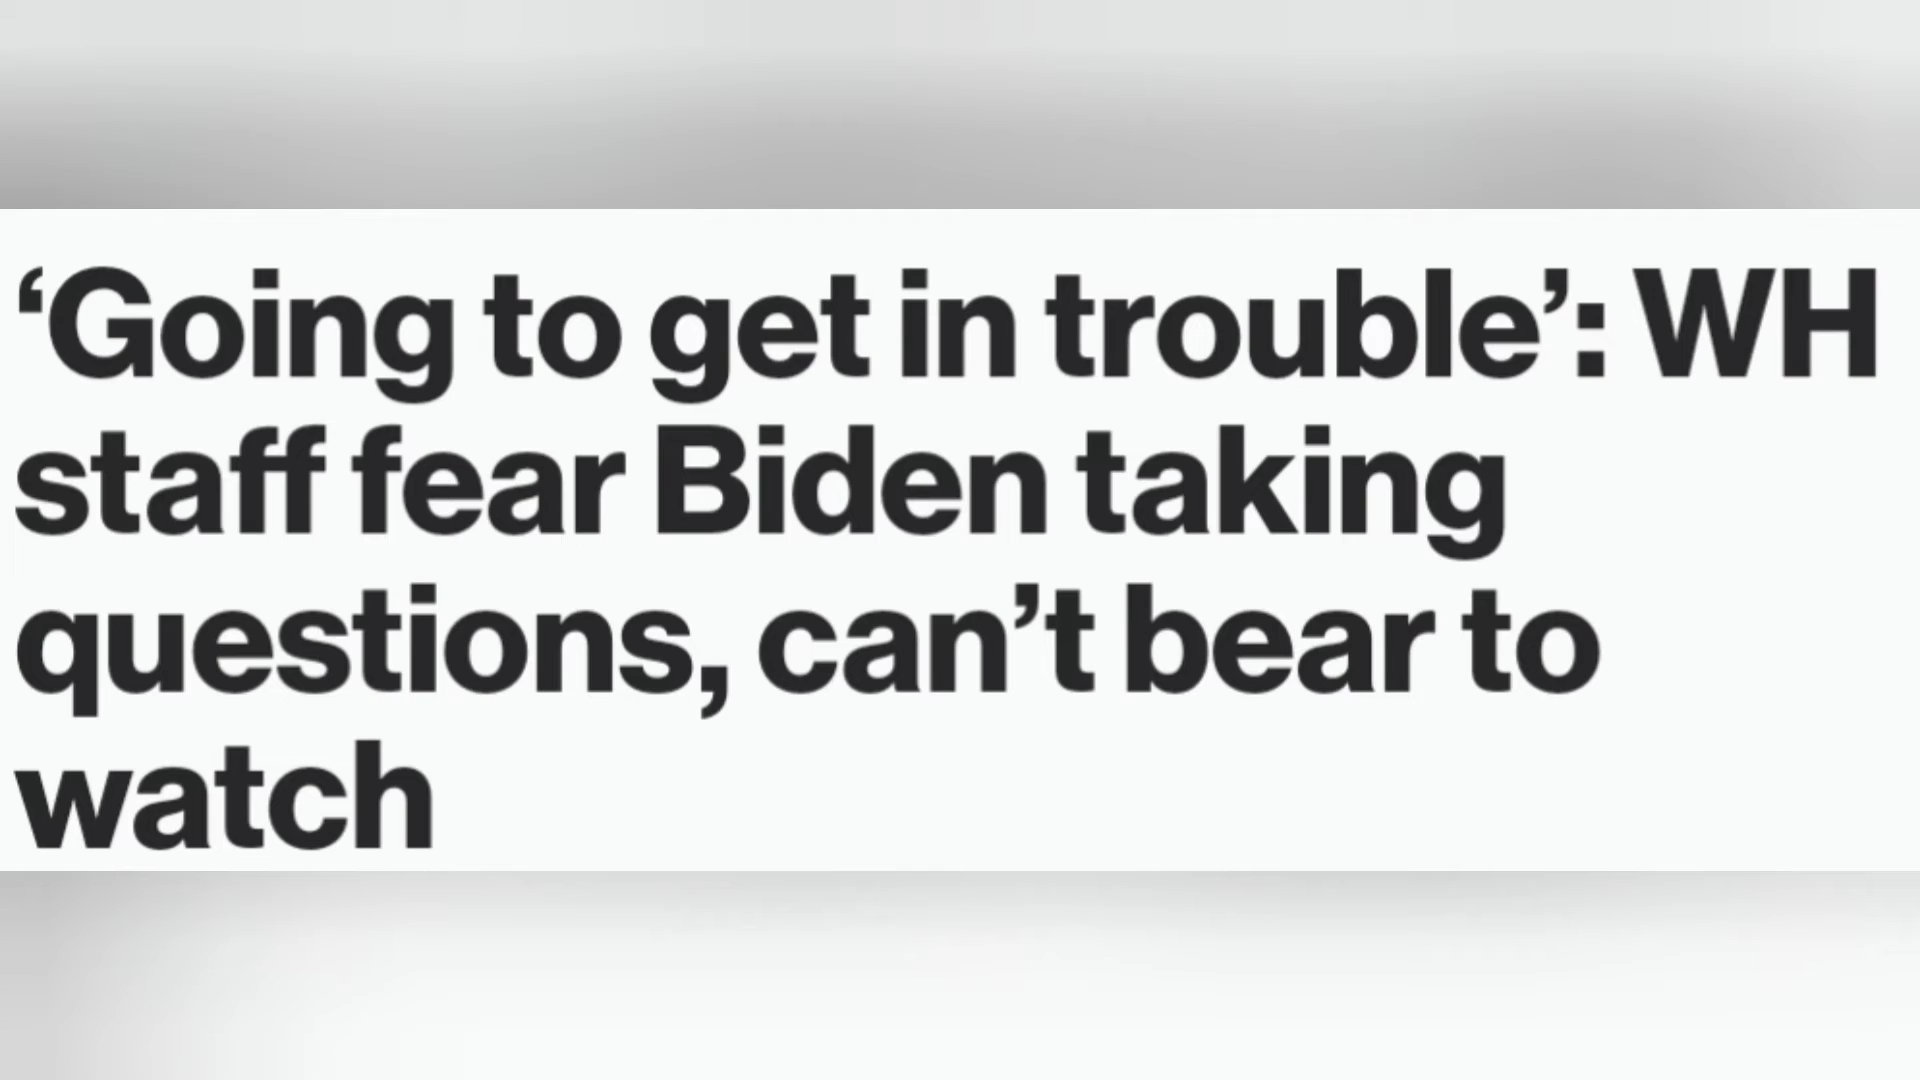 ‘Going to get in trouble’: WH
staff fear Biden taking
questions, can’t bear to
watch